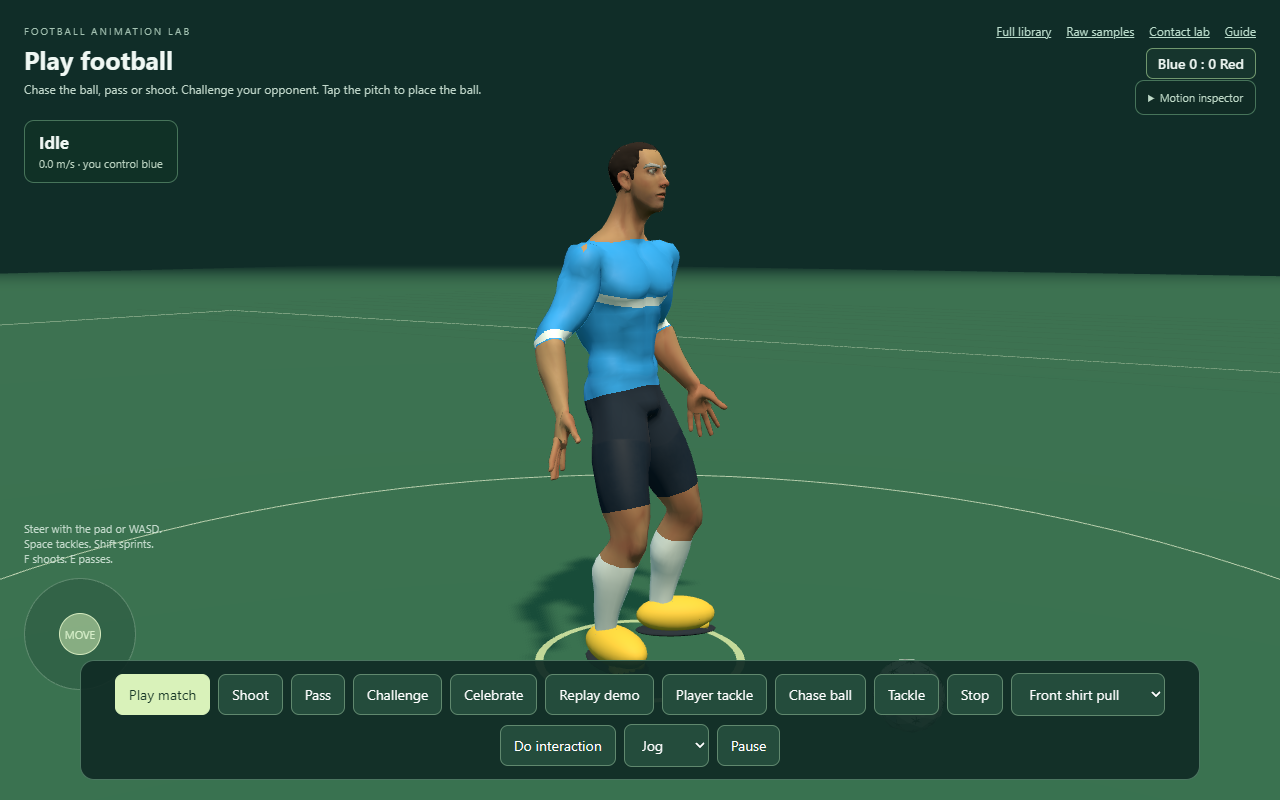 FOOTBALL ANIMATION LAB
Play football
Chase the ball, pass or shoot. Challenge your opponent. Tap the pitch to place the ball.
Full library Raw samples Contact lab Guide
Blue 0 : 0 Red
Motion inspector
Idle
0.0 m/s · you control blue
Steer with the pad or WASD.
Space tackles. Shift sprints.
F shoots. E passes.
MOVE
Play match Shoot Pass Challenge Celebrate Replay demo Player tackle Chase ball Tackle Stop Front shirt pull
Do interaction Jog Pause